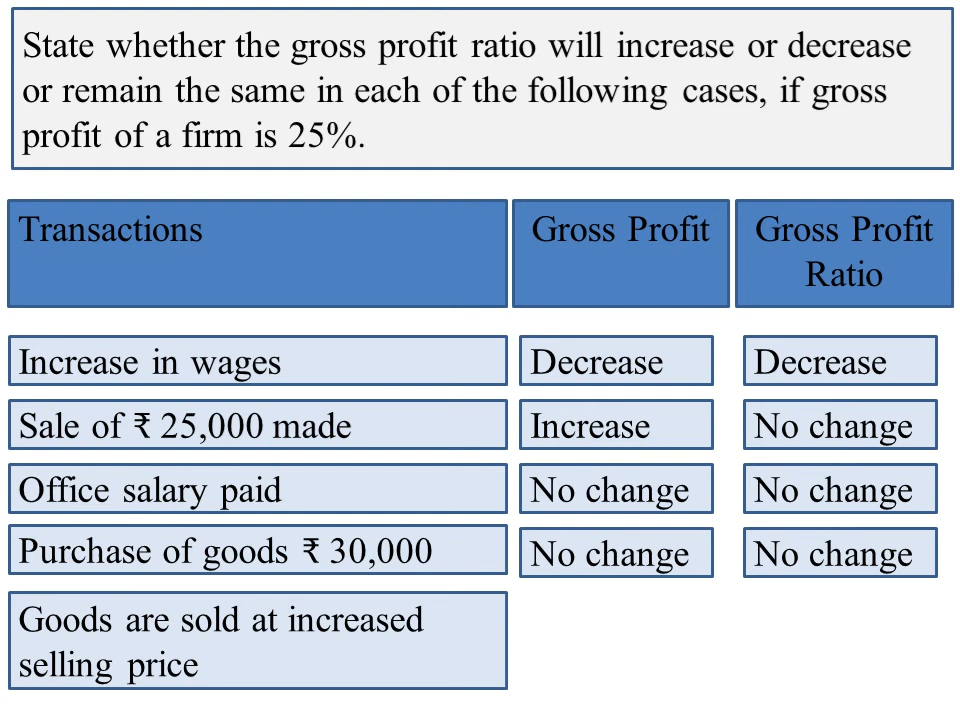 State whether the gross profit ratio will increase or decrease
or remain the same in each of the following cases, if gross
profit of a firm is 25%.
Transactions
Gross Profit
Gross Profit
Ratio
Increase in wages
Decrease
Decrease
Sale of ₹ 25,000 made
Increase
No change
Office salary paid
No change
No change
Purchase of goods ₹ 30,000
No change
No change
Goods are sold at increased
selling price